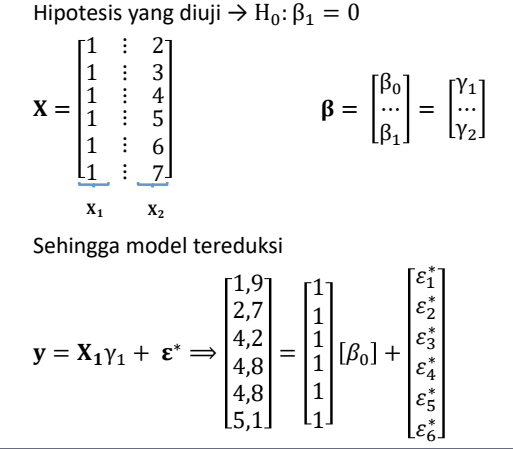 Hipotesis yang diuji → H₀: β₁ = 0
X = [1 ⋮ 2
1 ⋮ 3
1 ⋮ 4
1 ⋮ 5
1 ⋮ 6
1 ⋮ 7]
X₁ X₂
β = [β₀ … β₁] = [γ₁ … γ₂]
Sehingga model tereduksi
y = X₁γ₁ + ε* ⟹ [1,9 2,7 4,2 4,8 4,8 5,1] = [1 1 1 1 1 1] [β₀] + [ε₁* ε₂* ε₃* ε₄* ε₅* ε₆*]